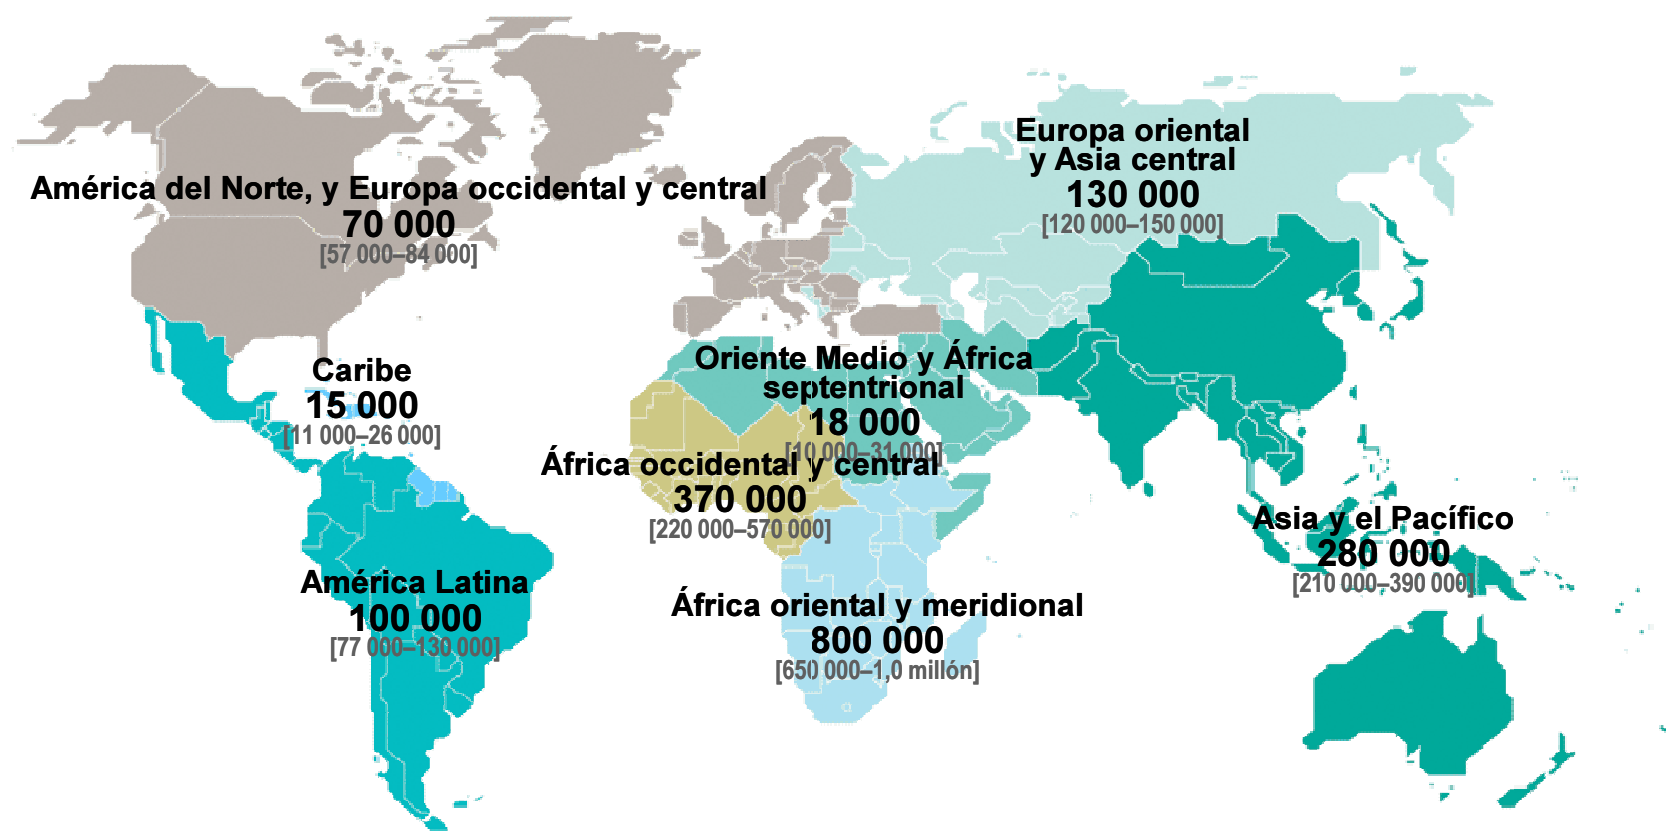 Europa oriental
y Asia central
130 000
[120 000–150 000]
América del Norte, y Europa occidental y central
70 000
[57 000–84 000]
Oriente Medio y África
septentrional
18 000
[10 000–31 000]
Caribe
15 000
[11 000–26 000]
África occidental y central
370 000
[220 000–570 000]
Asia y el Pacífico
280 000
[210 000–390 000]
América Latina
100 000
[77 000–130 000]
África oriental y meridional
800 000
[650 000–1,0 millón]